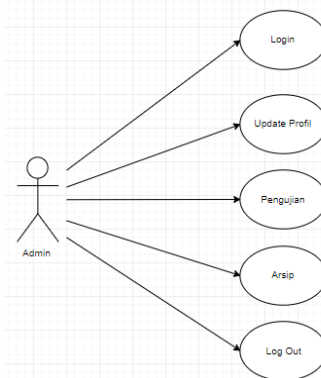 Login
Update Profil
Pengujian
Admin
Arsip
Log Out